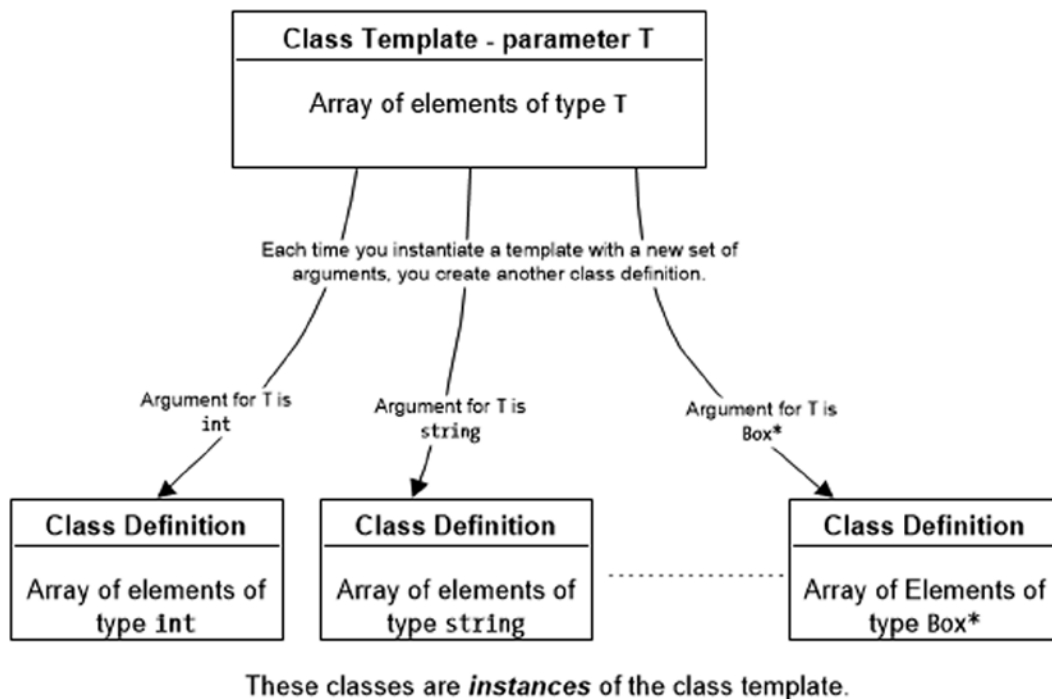 Class Template - parameter T
Array of elements of type T
Each time you instantiate a template with a new set of
arguments, you create another class definition.
Argument for T is
int
Argument for T is
string
Argument for T is
Box*
Class Definition
Array of elements of
type int
Class Definition
Array of elements of
type string
Class Definition
Array of Elements of
type Box*
These classes are instances of the class template.